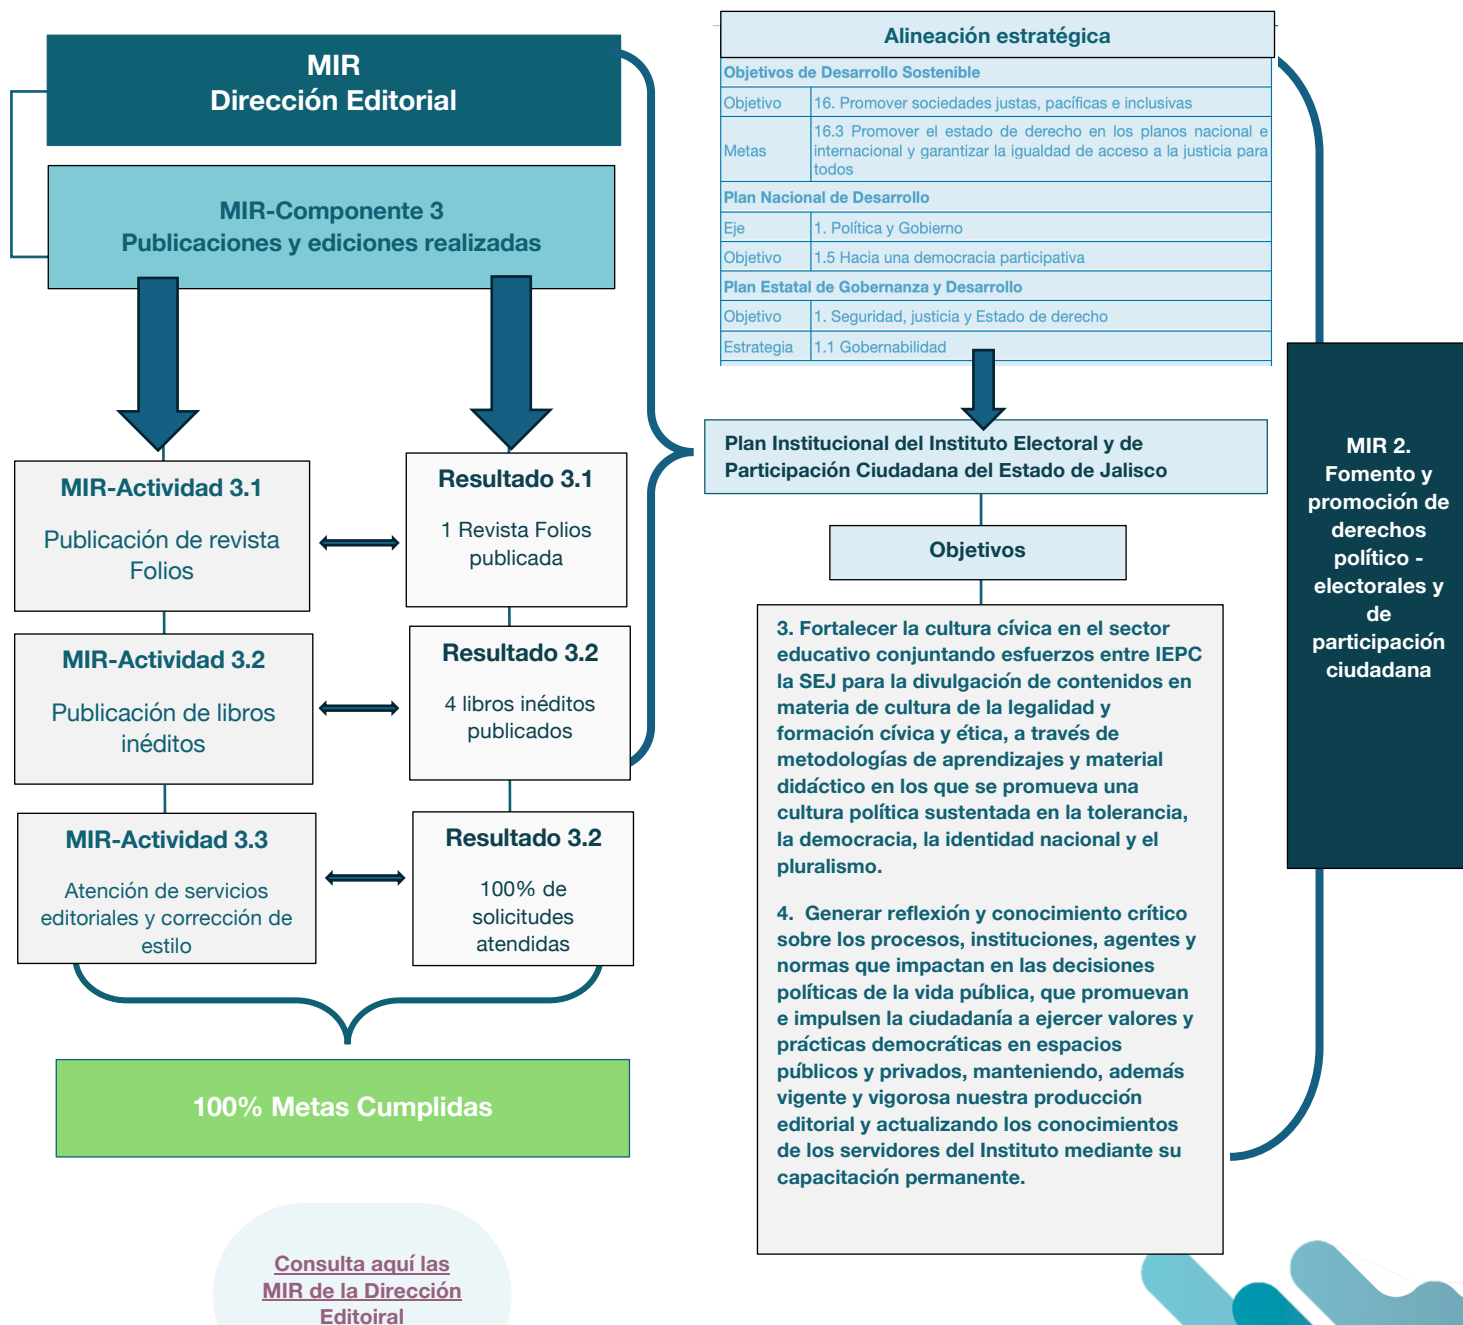 MIR
Dirección Editorial
MIR-Componente 3
Publicaciones y ediciones realizadas
MIR-Actividad 3.1
Publicación de revista
Folios
Resultado 3.1
1 Revista Folios
publicada
MIR-Actividad 3.2
Publicación de libros
inéditos
Resultado 3.2
4 libros inéditos
publicados
MIR-Actividad 3.3
Atención de servicios
editoriales y corrección de
estilo
Resultado 3.2
100% de
solicitudes
atendidas
100% Metas Cumplidas
Consulta aquí las
MIR de la Dirección
Editoiral
Alineación estratégica
Objetivos de Desarrollo Sostenible
Objetivo 16. Promover sociedades justas, pacíficas e inclusivas
Metas 16.3 Promover el estado de derecho en los planos nacional e
internacional y garantizar la igualdad de acceso a la justicia para
todos
Plan Nacional de Desarrollo
Eje 1. Política y Gobierno
Objetivo 1.5 Hacia una democracia participativa
Plan Estatal de Gobernanza y Desarrollo
Objetivo 1. Seguridad, justicia y Estado de derecho
Estrategia 1.1 Gobernabilidad
Plan Institucional del Instituto Electoral y de
Participación Ciudadana del Estado de Jalisco
Objetivos
3. Fortalecer la cultura cívica en el sector
educativo conjuntando esfuerzos entre IEPC
la SEJ para la divulgación de contenidos en
materia de cultura de la legalidad y
formación cívica y ética, a través de
metodologías de aprendizajes y material
didáctico en los que se promueva una
cultura política sustentada en la tolerancia,
la democracia, la identidad nacional y el
pluralismo.
4. Generar reflexión y conocimiento crítico
sobre los procesos, instituciones, agentes y
normas que impactan en las decisiones
políticas de la vida pública, que promuevan
e impulsen la ciudadanía a ejercer valores y
prácticas democráticas en espacios
públicos y privados, manteniendo, además
vigente y vigorosa nuestra producción
editorial y actualizando los conocimientos
de los servidores del Instituto mediante su
capacitación permanente.
MIR 2.
Fomento y
promoción de
derechos
político -
electorales y
de
participación
ciudadana